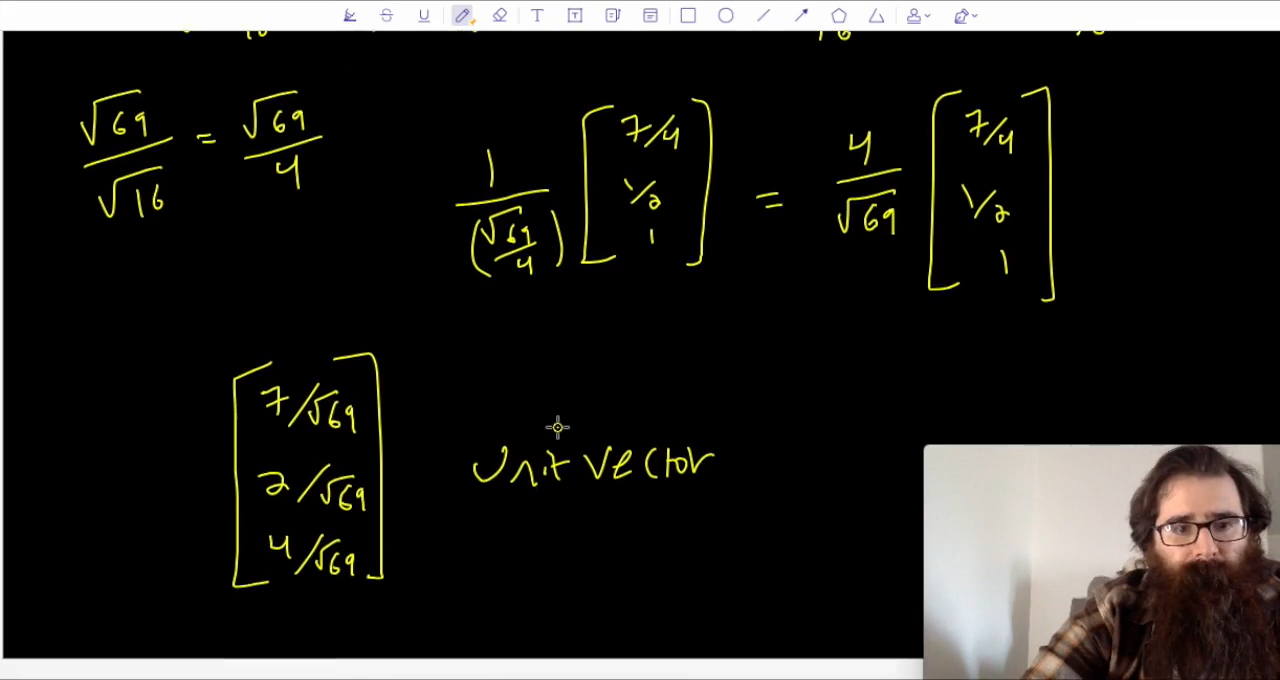 √69 / √16 = √69 / 4
1 / (√69 / 4) [7/4 1/2 1] = 4 / √69 [7/4 1/2 1]
7/√69
2/√69
4/√69
Unit Vector